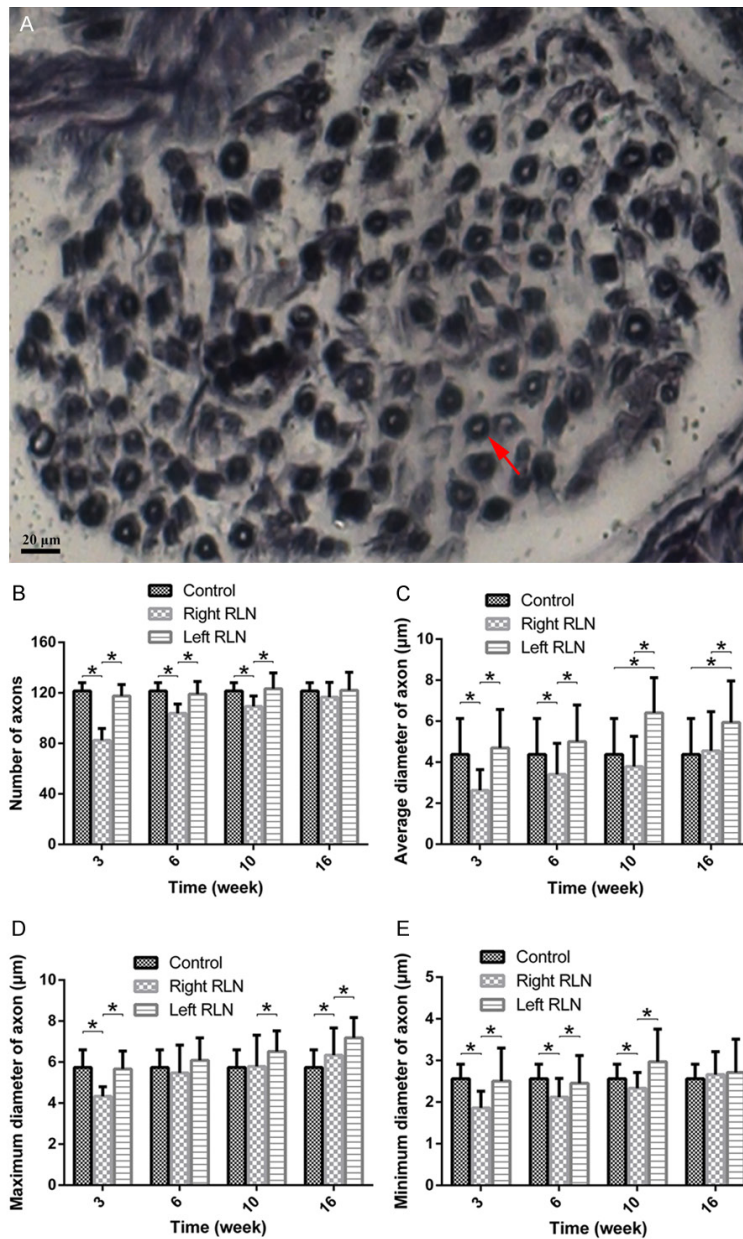 A
20 μm
B
Control
Right RLN
Left RLN
Number of axons
160
120
80
40
0
* * * * * *
3 6 10 16
Time (week)
C
Control
Right RLN
Left RLN
Average diameter of axon (μm)
10
8
6
4
2
0
* * * * * * * *
3 6 10 16
Time (week)
D
Control
Right RLN
Left RLN
Maximum diameter of axon (μm)
10
8
6
4
2
0
* * * * *
3 6 10 16
Time (week)
E
Control
Right RLN
Left RLN
Minimum diameter of axon (μm)
5
4
3
2
1
0
* * * * * *
3 6 10 16
Time (week)